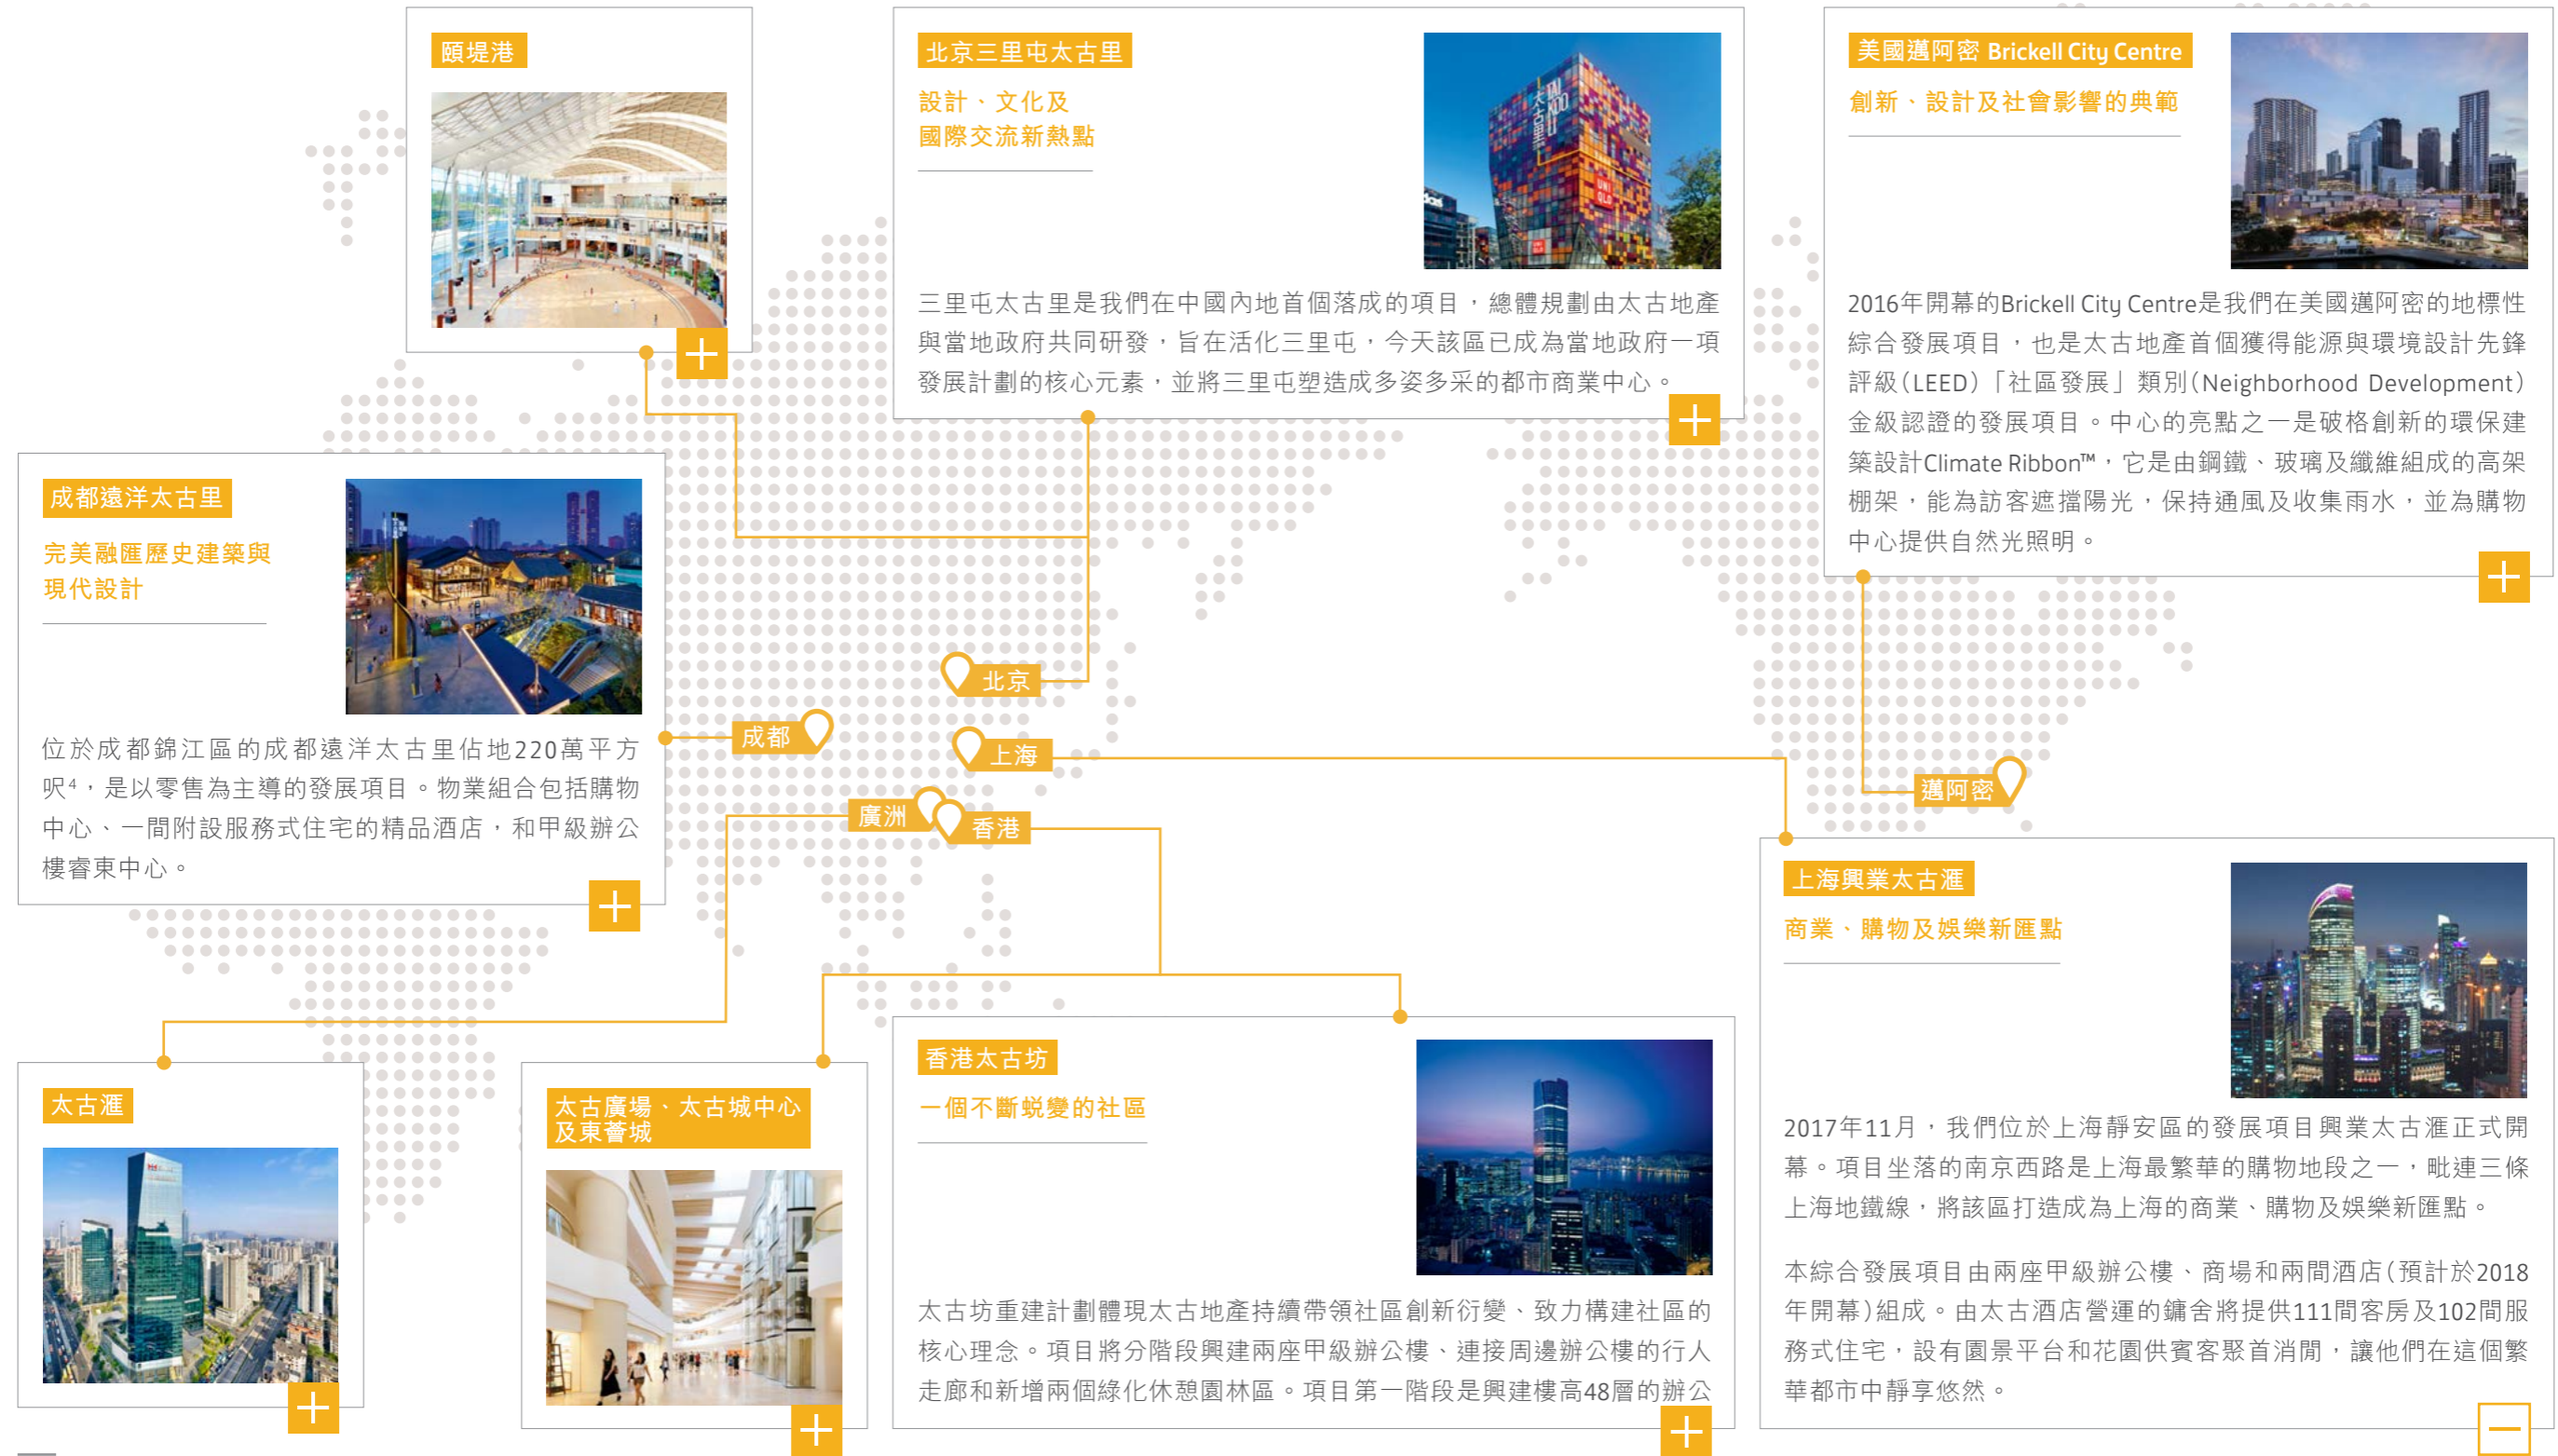 頤堤港
北京三里屯太古里
設計、文化及
國際交流新熱點
太古里
TAI KOO LI
UNI
QLO
三里屯太古里是我們在中國內地首個落成的項目，總體規劃由太古地產
與當地政府共同研發，旨在活化三里屯，今天該區已成為當地政府一項
發展計劃的核心元素，並將三里屯塑造成多姿多采的都市商業中心。
美國邁阿密 Brickell City Centre
創新、設計及社會影響的典範
2016年開幕的Brickell City Centre是我們在美國邁阿密的地標性
綜合發展項目，也是太古地產首個獲得能源與環境設計先鋒
評級(LEED)「社區發展」類別(Neighborhood Development)
金級認證的發展項目。中心的亮點之一是破格創新的環保建
築設計Climate Ribbon™，它是由鋼鐵、玻璃及纖維組成的高架
棚架，能為訪客遮擋陽光，保持通風及收集雨水，並為購物
中心提供自然光照明。
成都遠洋太古里
完美融匯歷史建築與
現代設計
位於成都錦江區的成都遠洋太古里佔地220萬平方
呎4，是以零售為主導的發展項目。物業組合包括購物
中心、一間附設服務式住宅的精品酒店，和甲級辦公
樓睿東中心。
北京
成都
上海
廣洲
香港
邁阿密
上海興業太古滙
商業、購物及娛樂新匯點
2017年11月，我們位於上海靜安區的發展項目興業太古滙正式開
幕。項目坐落的南京西路是上海最繁華的購物地段之一，毗連三條
上海地鐵線，將該區打造成為上海的商業、購物及娛樂新匯點。
本綜合發展項目由兩座甲級辦公樓、商場和兩間酒店(預計於2018
年開幕)組成。由太古酒店營運的鏞舍將提供111間客房及102間服
務式住宅，設有園景平台和花園供賓客聚首消閒，讓他們在這個繁
華都市中靜享悠然。
太古滙
太古廣場、太古城中心
及東薈城
香港太古坊
一個不斷蛻變的社區
太古坊重建計劃體現太古地產持續帶領社區創新衍變、致力構建社區的
核心理念。項目將分階段興建兩座甲級辦公樓、連接周邊辦公樓的行人
走廊和新增兩個綠化休憩園林區。項目第一階段是興建樓高48層的辦公